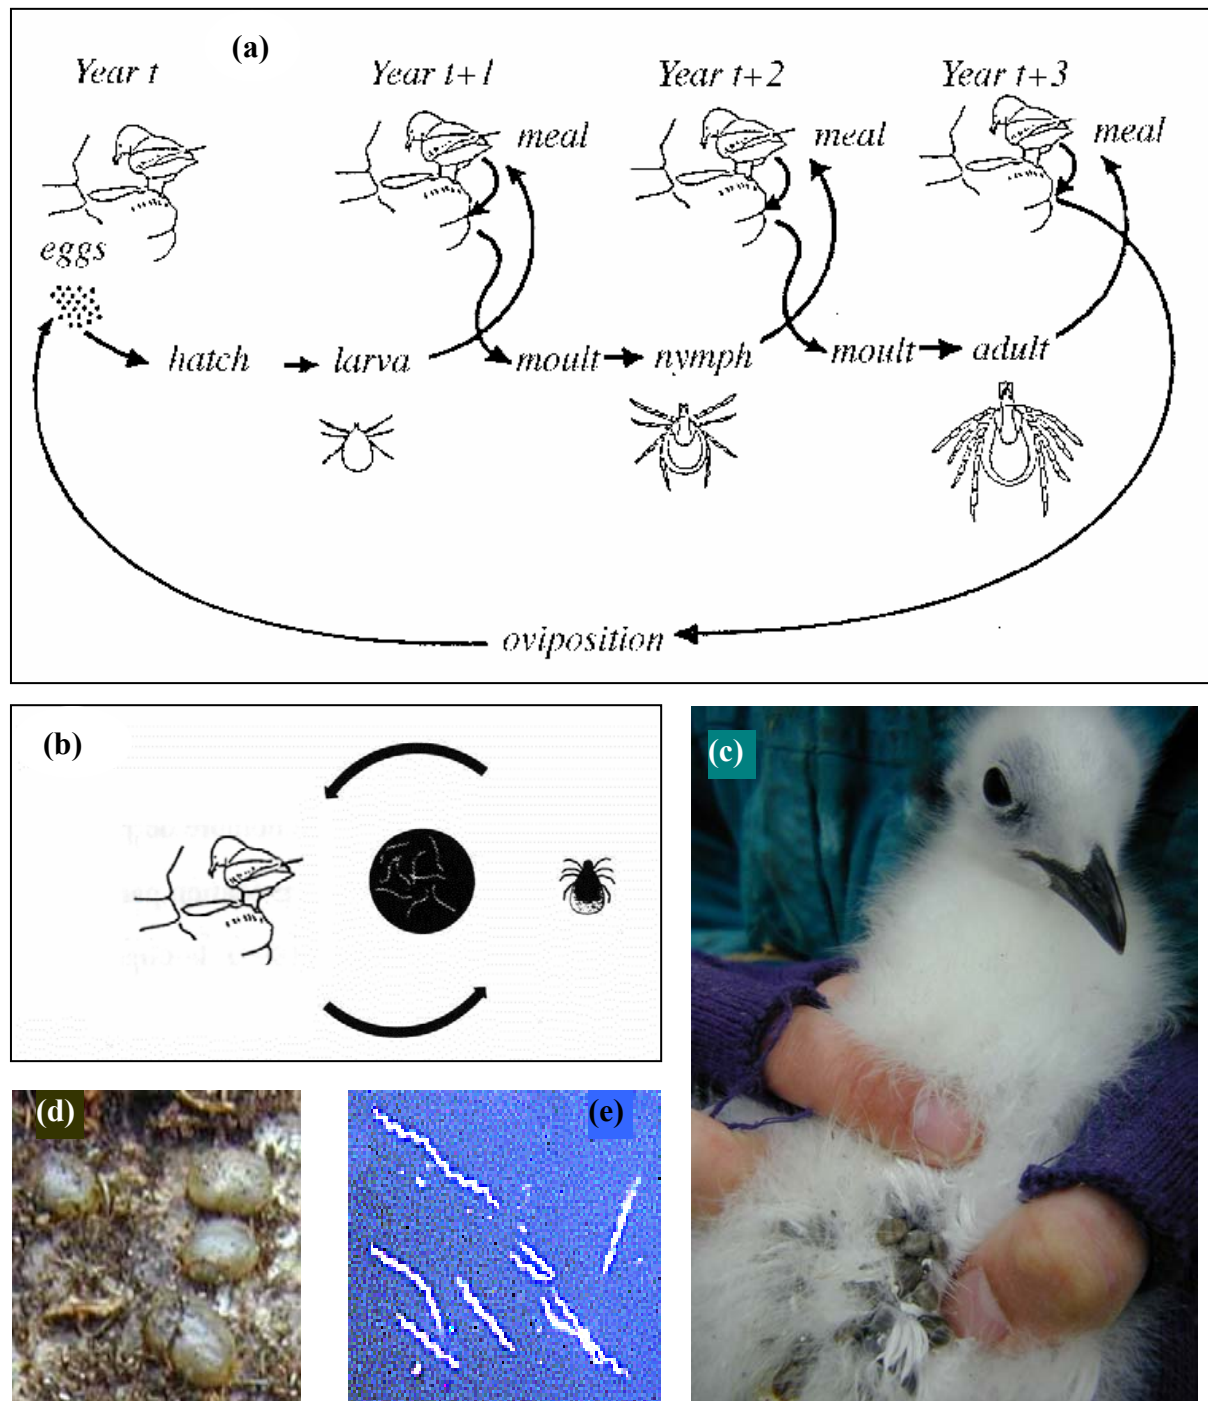 (a)
Year t Year t+1 Year t+2 Year t+3
meal meal meal
eggs
hatch larva moult nymph moult adult
oviposition
(b)
(c)
(d)
(e)